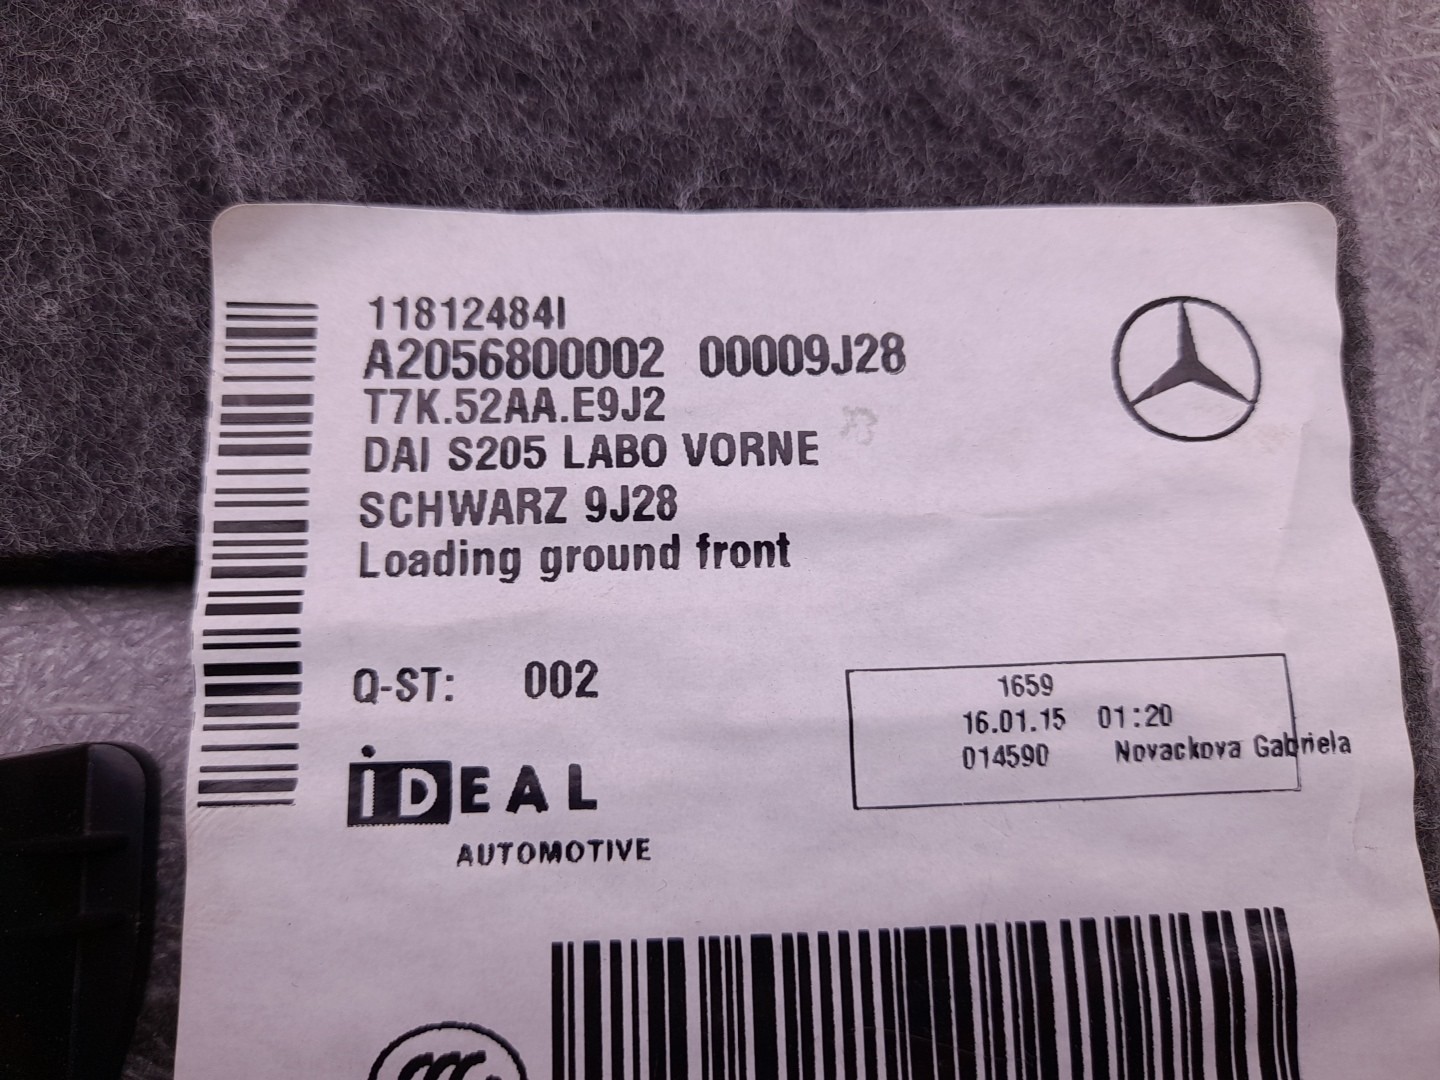 11812484I
A2056800002 00009J28
T7K.52AA.E9J2
DAI S205 LABO VORNE
SCHWARZ 9J28
Loading ground front
Q-ST: 002
1659
16.01.15 01:20
014590 Novackova Gabriela
iDEAL
AUTOMOTIVE